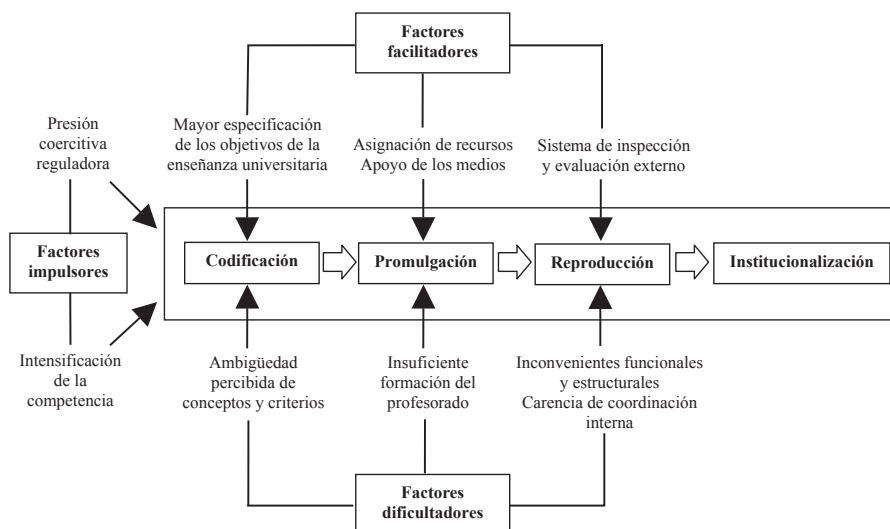 Factores
facilitadores
Presión
coercitiva
reguladora
Mayor especificación
de los objetivos de la
enseñanza universitaria
Asignación de recursos
Apoyo de los medios
Sistema de inspección
y evaluación externo
Factores
impulsores
Codificación
Promulgación
Reproducción
Institucionalización
Intensificación
de la
competencia
Ambigüedad
percibida de
conceptos y criterios
Insuficiente
formación del
profesorado
Inconvenientes funcionales
y estructurales
Carencia de coordinación
interna
Factores
dificultadores